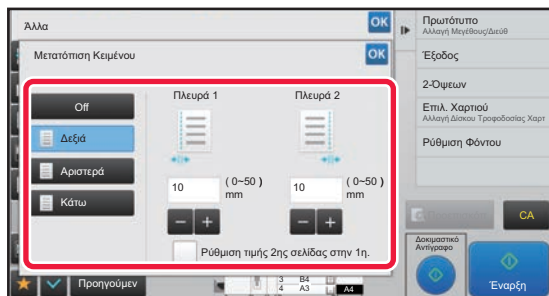 Άλλα
OK
Μετατόπιση Κειμένου
OK
Off
Δεξιά
Αριστερά
Κάτω
Πλευρά 1
Πλευρά 2
10
( 0~50 )
mm
10
( 0~50 )
mm
Ρύθμιση τιμής 2ης σελίδας στην 1η.
Προηγούμεν
3 B4
4 A3
A4
Πρωτότυπο
Αλλαγή Μεγέθους/Διεύθ
Έξοδος
2-Όψεων
Επιλ. Χαρτιού
Αλλαγή Δίσκου Τροφοδοσίας Χαρτ
Ρύθμιση Φόντου
CA
Δοκιμαστικό
Αντίγραφο
Έναρξη